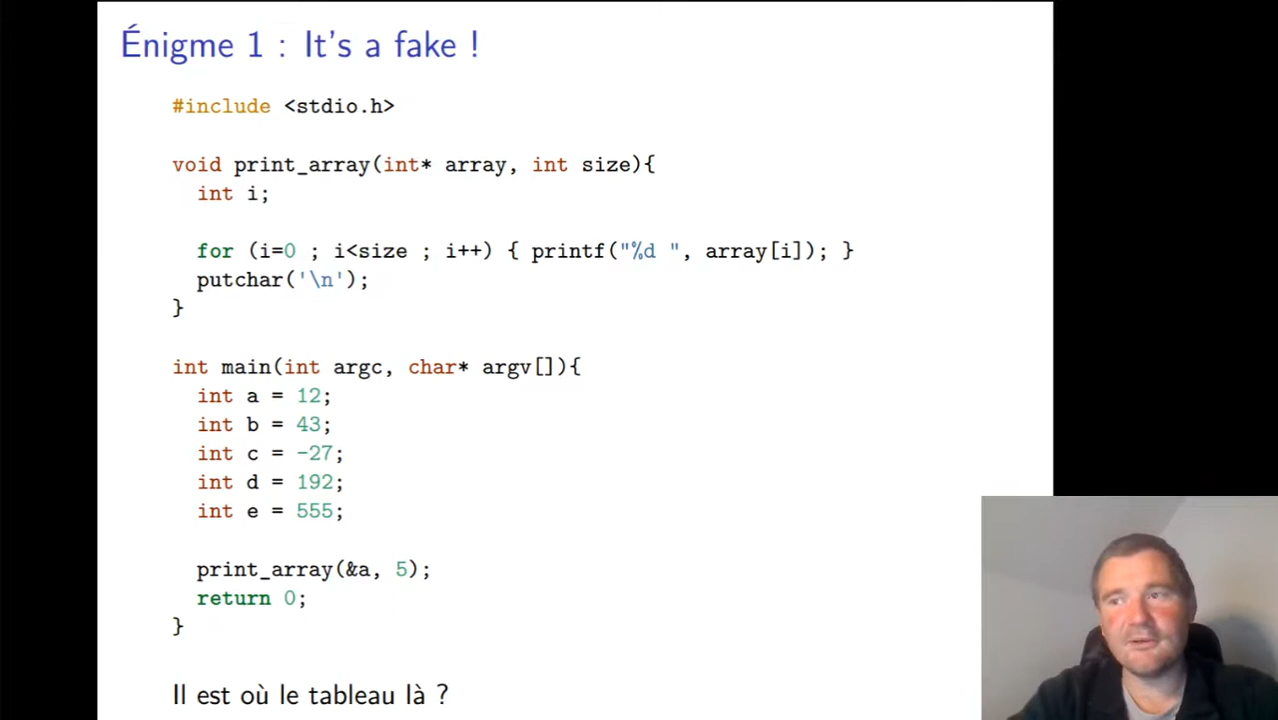 Énigme 1 : It's a fake !
#include <stdio.h>
void print_array(int* array, int size){
int i;
for (i=0 ; i<size ; i++) { printf("%d ", array[i]); }
putchar('\n');
}
int main(int argc, char* argv[]){
int a = 12;
int b = 43;
int c = -27;
int d = 192;
int e = 555;
print_array(&a, 5);
return 0;
}
Il est où le tableau là ?